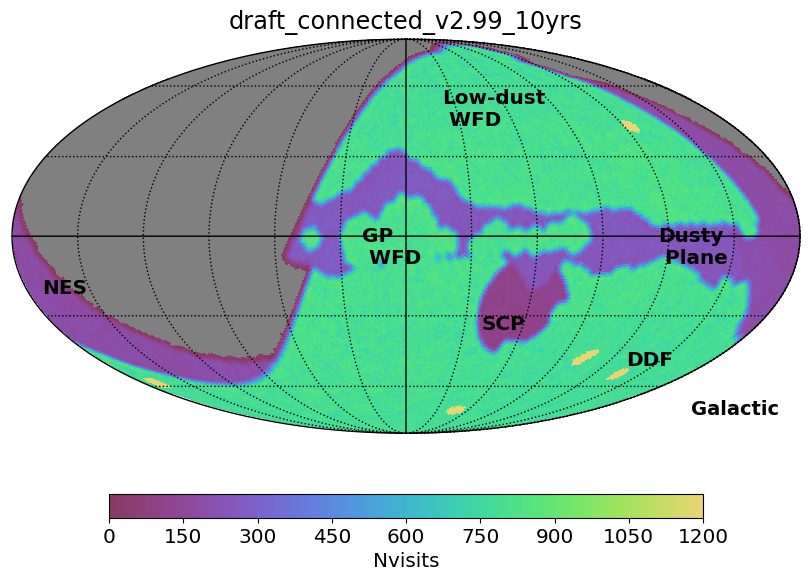 draft_connected_v2.99_10yrs
Low-dust
WFD
GP
WFD
Dusty
Plane
NES
SCP
DDF
Galactic
0 150 300 450 600 750 900 1050 1200
Nvisits